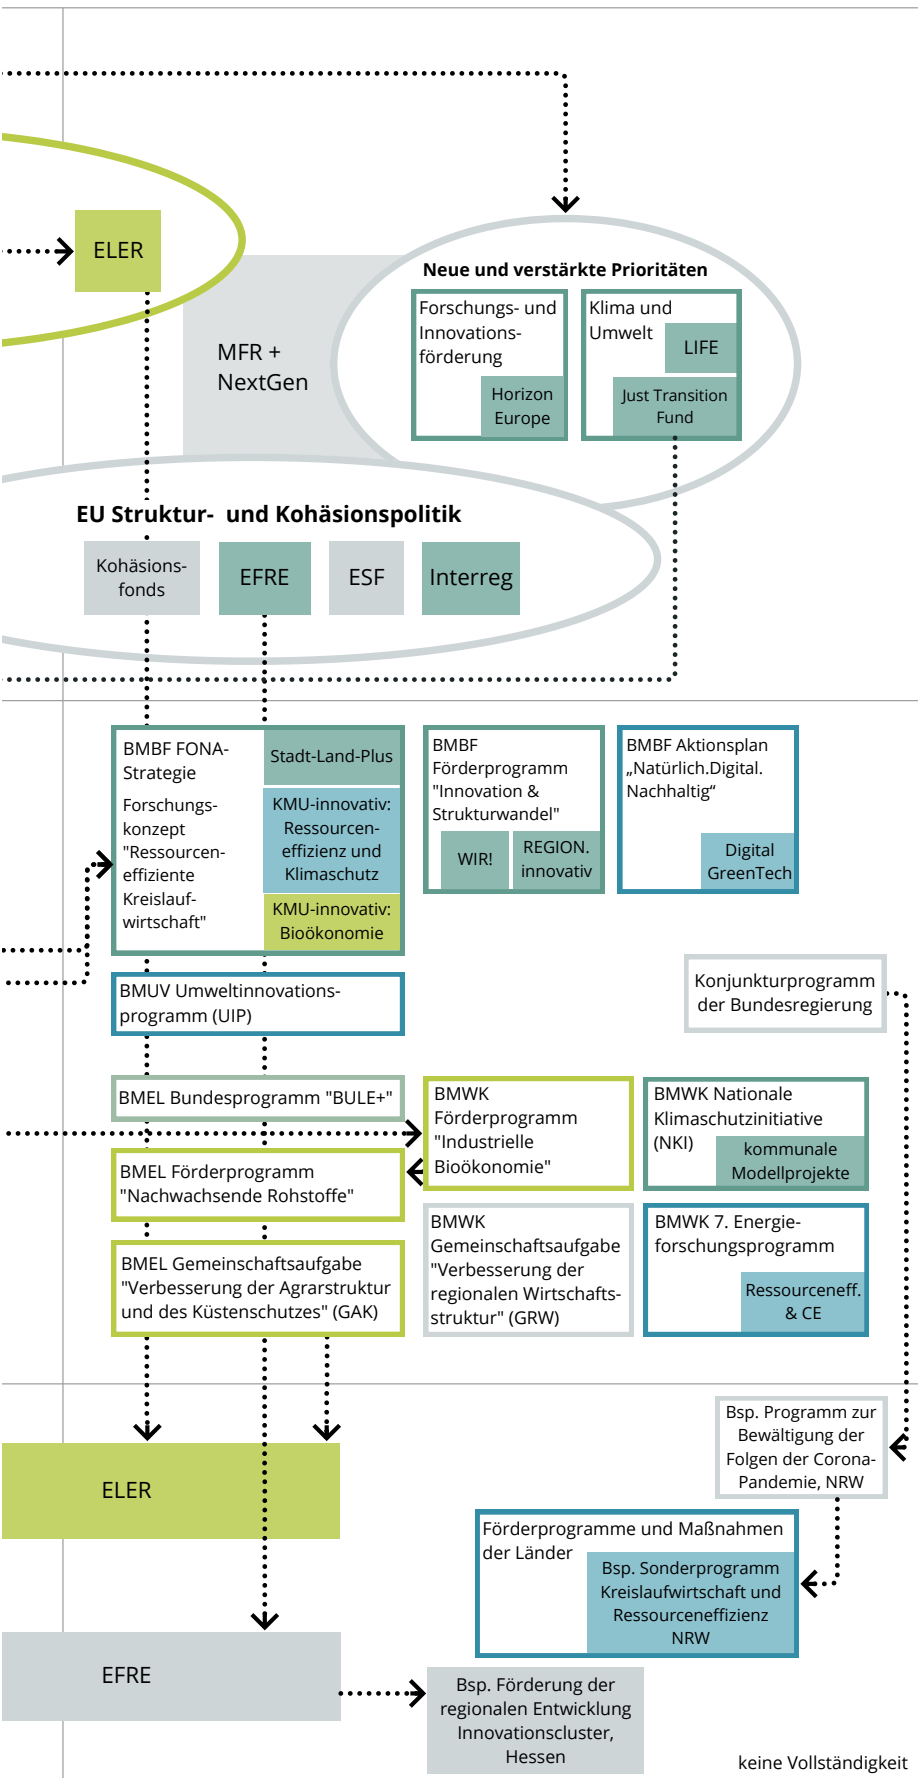 ELER
MFR +
NextGen
Neue und verstärkte Prioritäten
Forschungs- und
Innovations-
förderung
Horizon
Europe
Klima und
Umwelt
LIFE
Just Transition
Fund
EU Struktur- und Kohäsionspolitik
Kohäsions-
fonds
EFRE
ESF
Interreg
BMBF FONA-
Strategie
Forschungs-
konzept
"Ressourcen-
effiziente
Kreislauf-
wirtschaft"
Stadt-Land-Plus
KMU-innovativ:
Ressourcen-
effizienz und
Klimaschutz
KMU-innovativ:
Bioökonomie
BMBF
Förderprogramm
"Innovation &
Strukturwandel"
WIR!
REGION.
innovativ
BMBF Aktionsplan
„Natürlich.Digital.
Nachhaltig“
Digital
GreenTech
BMUV Umweltinnovations-
programm (UIP)
Konjunkturprogramm
der Bundesregierung
BMEL Bundesprogramm "BULE+"
BMWK
Förderprogramm
"Industrielle
Bioökonomie"
BMWK Nationale
Klimaschutzinitiative
(NKI)
kommunale
Modellprojekte
BMEL Förderprogramm
"Nachwachsende Rohstoffe"
BMWK
Gemeinschaftsaufgabe
"Verbesserung der
regionalen Wirtschafts-
struktur" (GRW)
BMWK 7. Energie-
forschungsprogramm
Ressourceneff.
& CE
BMEL Gemeinschaftsaufgabe
"Verbesserung der Agrarstruktur
und des Küstenschutzes" (GAK)
Bsp. Programm zur
Bewältigung der
Folgen der Corona-
Pandemie, NRW
ELER
Förderprogramme und Maßnahmen
der Länder
Bsp. Sonderprogramm
Kreislaufwirtschaft und
Ressourceneffizienz
NRW
EFRE
Bsp. Förderung der
regionalen Entwicklung
Innovationscluster,
Hessen
keine Vollständigkeit